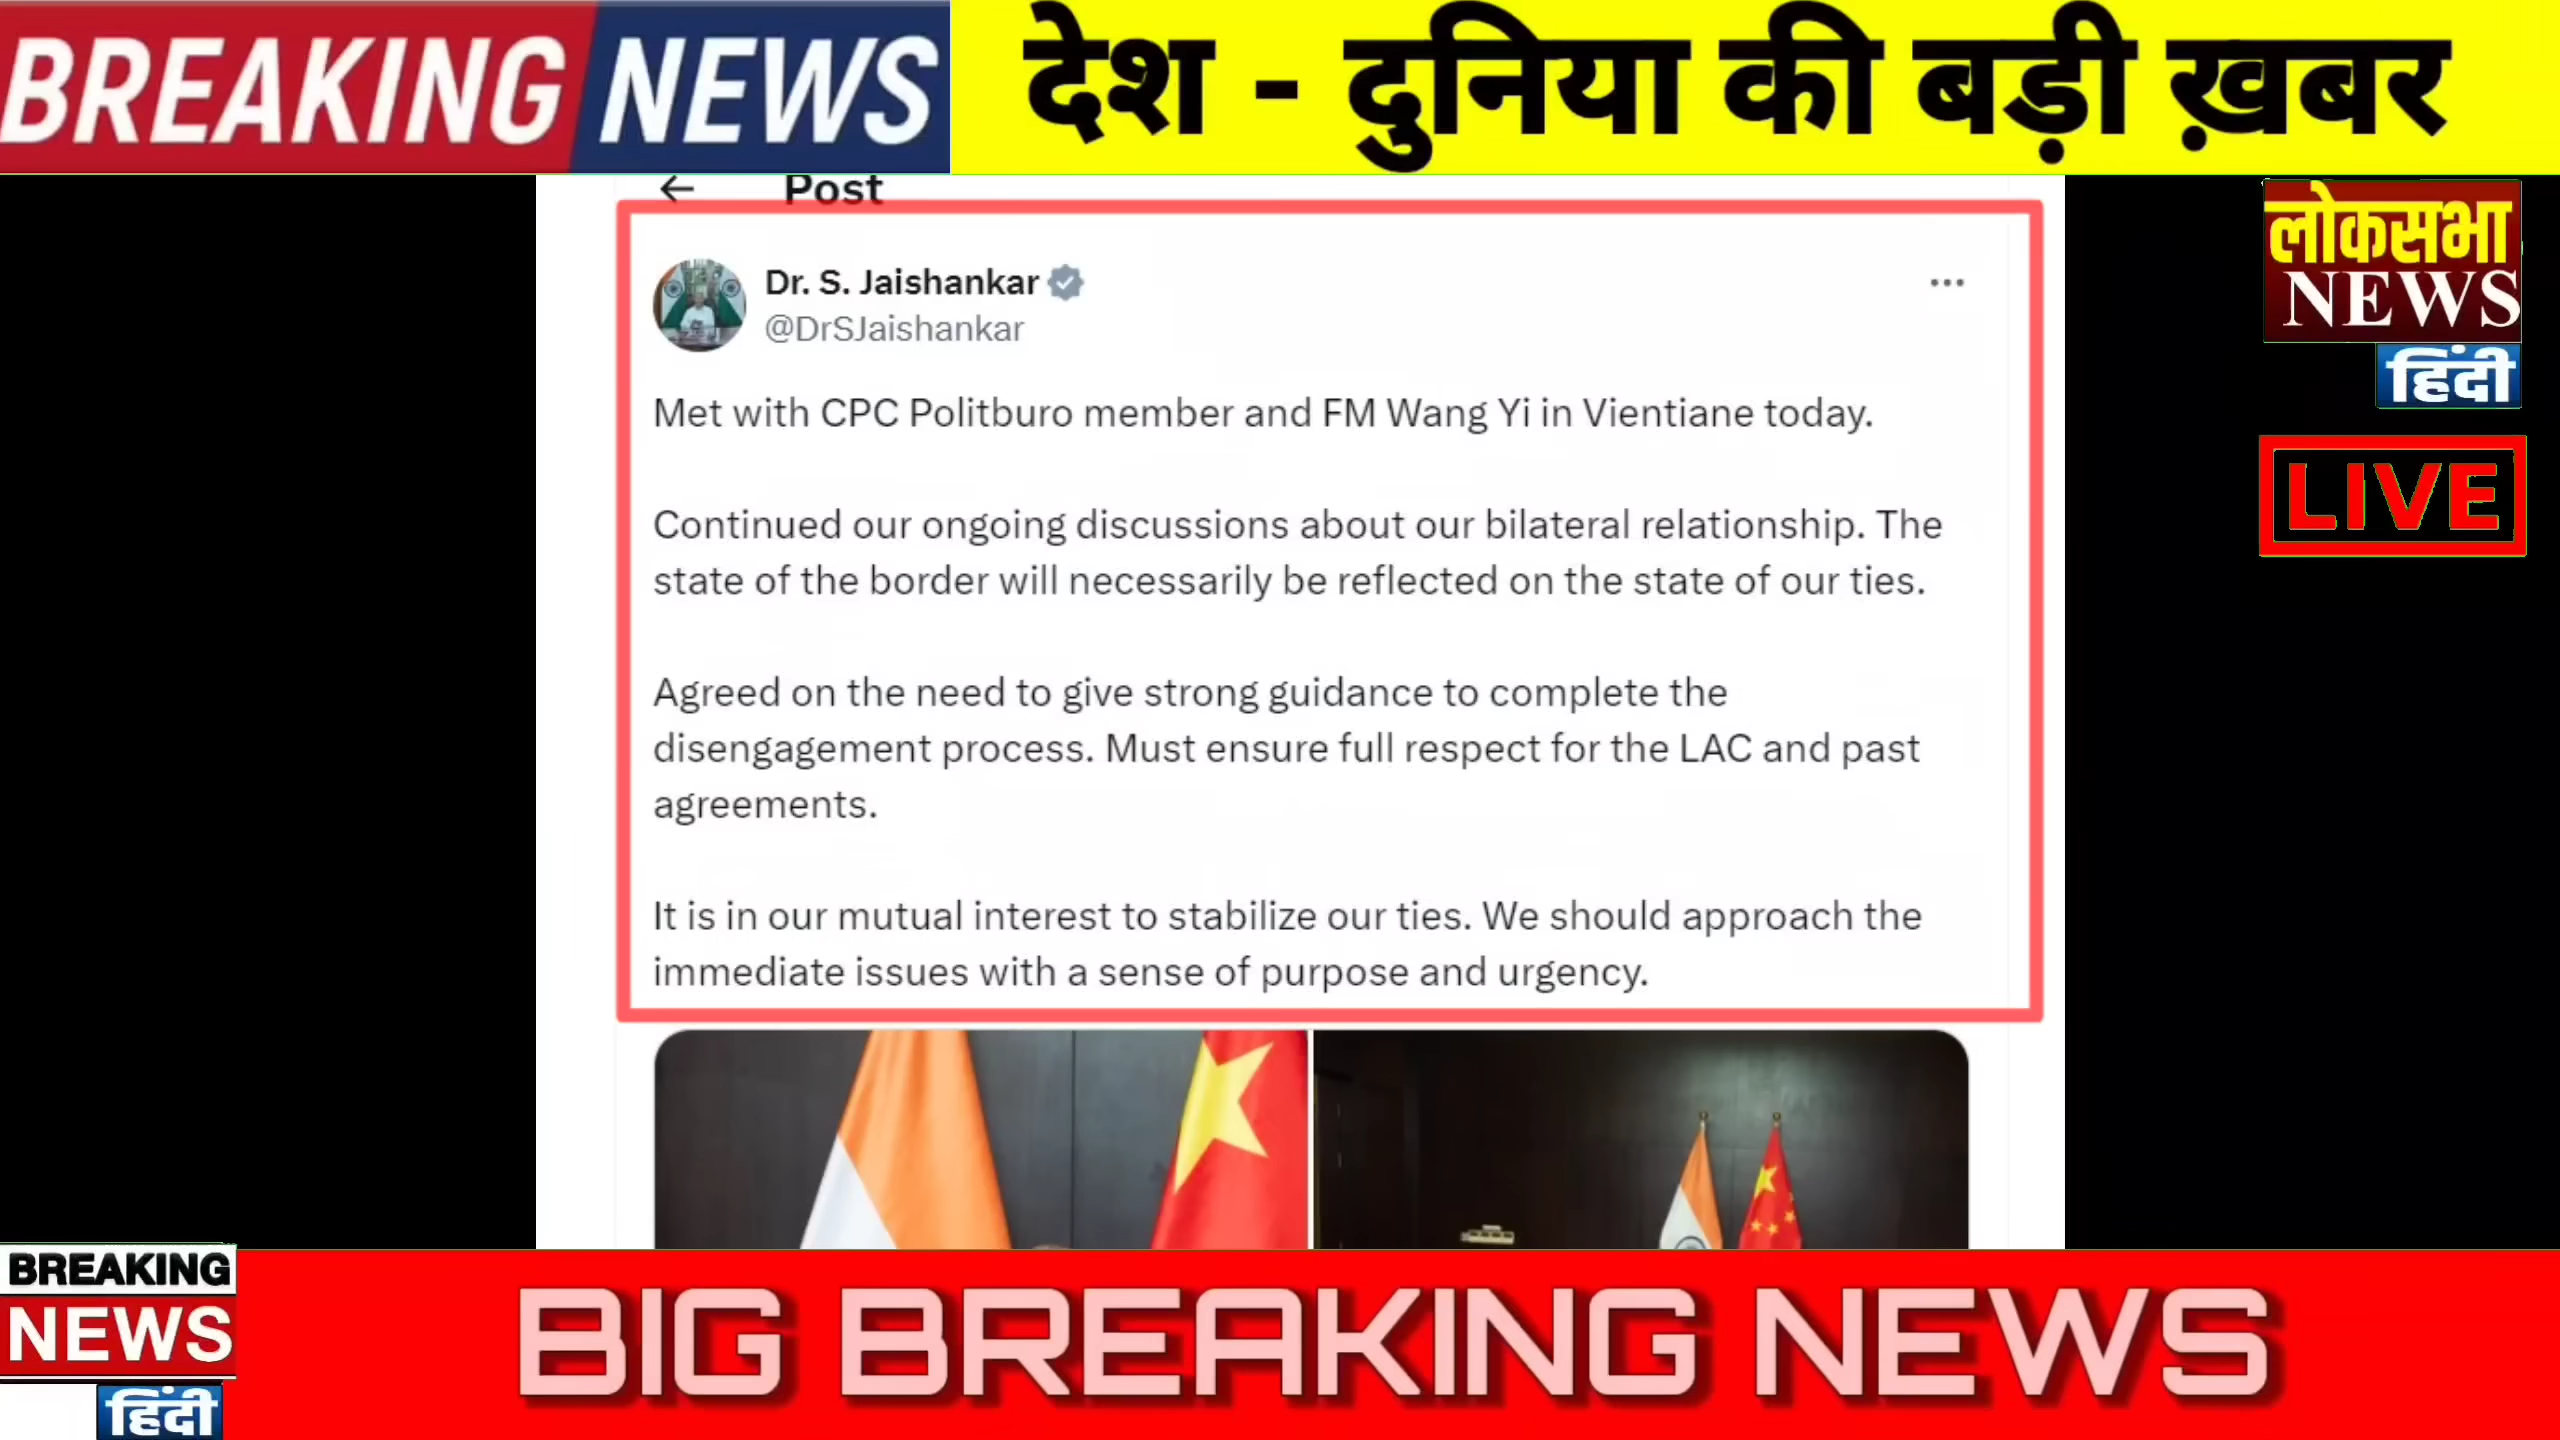 BREAKING NEWS
देश - दुनिया की बड़ी ख़बर
Post
लोकसभा
NEWS
हिंदी
LIVE
Dr. S. Jaishankar
@DrSJaishankar
Met with CPC Politburo member and FM Wang Yi in Vientiane today.
Continued our ongoing discussions about our bilateral relationship. The
state of the border will necessarily be reflected on the state of our ties.
Agreed on the need to give strong guidance to complete the
disengagement process. Must ensure full respect for the LAC and past
agreements.
It is in our mutual interest to stabilize our ties. We should approach the
immediate issues with a sense of purpose and urgency.
BREAKING
NEWS
हिंदी
BIG BREAKING NEWS